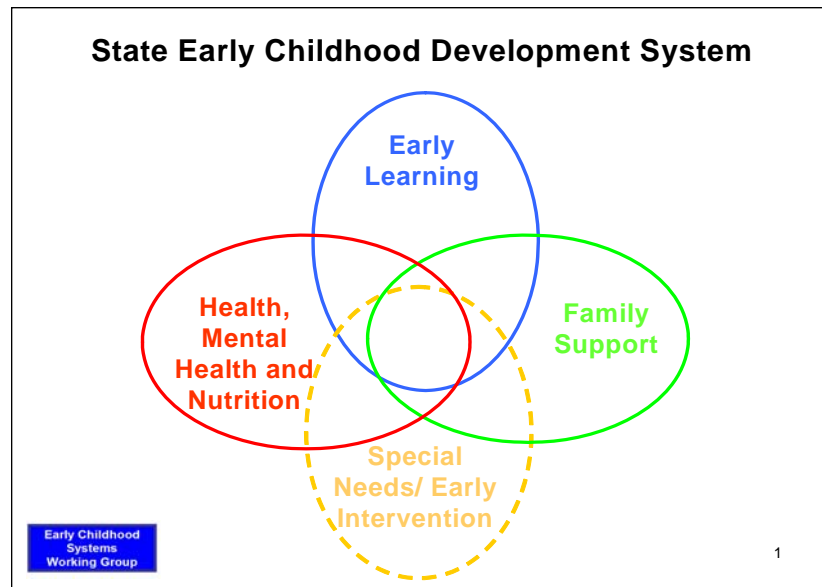 State Early Childhood Development System
Early
Learning
Health,
Mental
Health and
Nutrition
Family
Support
Special
Needs/ Early
Intervention
Early Childhood
Systems
Working Group
1